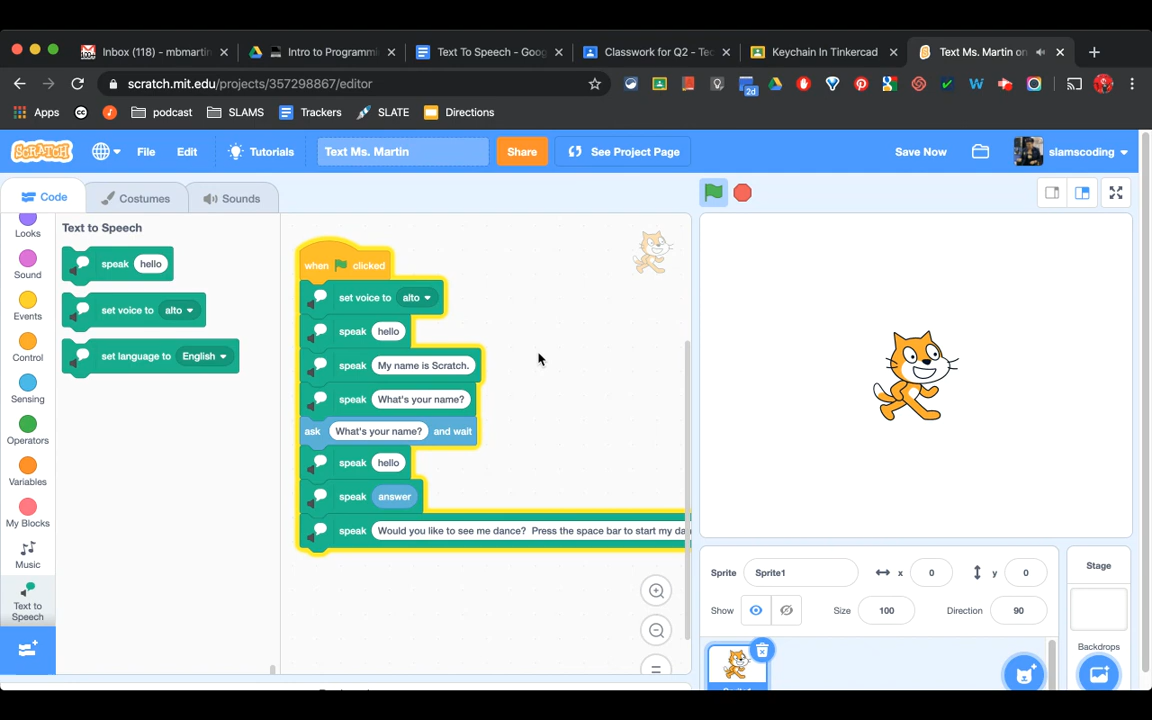 Inbox (118) - mbmartin
Intro to Programmi
Text To Speech - Goog
Classwork for Q2 - Tec
Keychain In Tinkercad
Text Ms. Martin on
scratch.mit.edu/projects/357298867/editor
2d
Apps
podcast
SLAMS
Trackers
SLATE
Directions
SCRATCH
File
Edit
Tutorials
Text Ms. Martin
Share
See Project Page
Save Now
slamscoding
Code
Costumes
Sounds
Looks
Sound
Events
Control
Sensing
Operators
Variables
My Blocks
Music
Text to
Speech
Text to Speech
speak hello
set voice to alto
set language to English
when clicked
set voice to alto
speak hello
speak My name is Scratch.
speak What's your name?
ask What's your name? and wait
speak hello
speak answer
speak Would you like to see me dance? Press the space bar to start my da
Sprite Sprite1
x 0
y 0
Show
Size 100
Direction 90
Stage
Backdrops